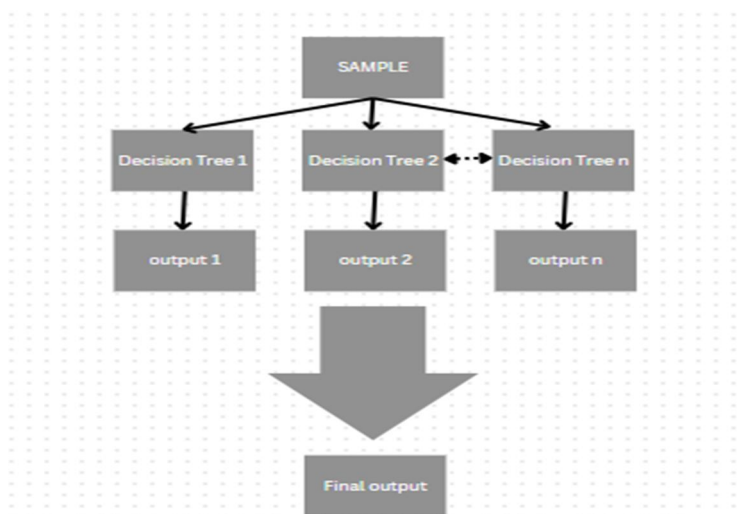 SAMPLE
Decision Tree 1
Decision Tree 2
Decision Tree n
output 1
output 2
output n
Final output